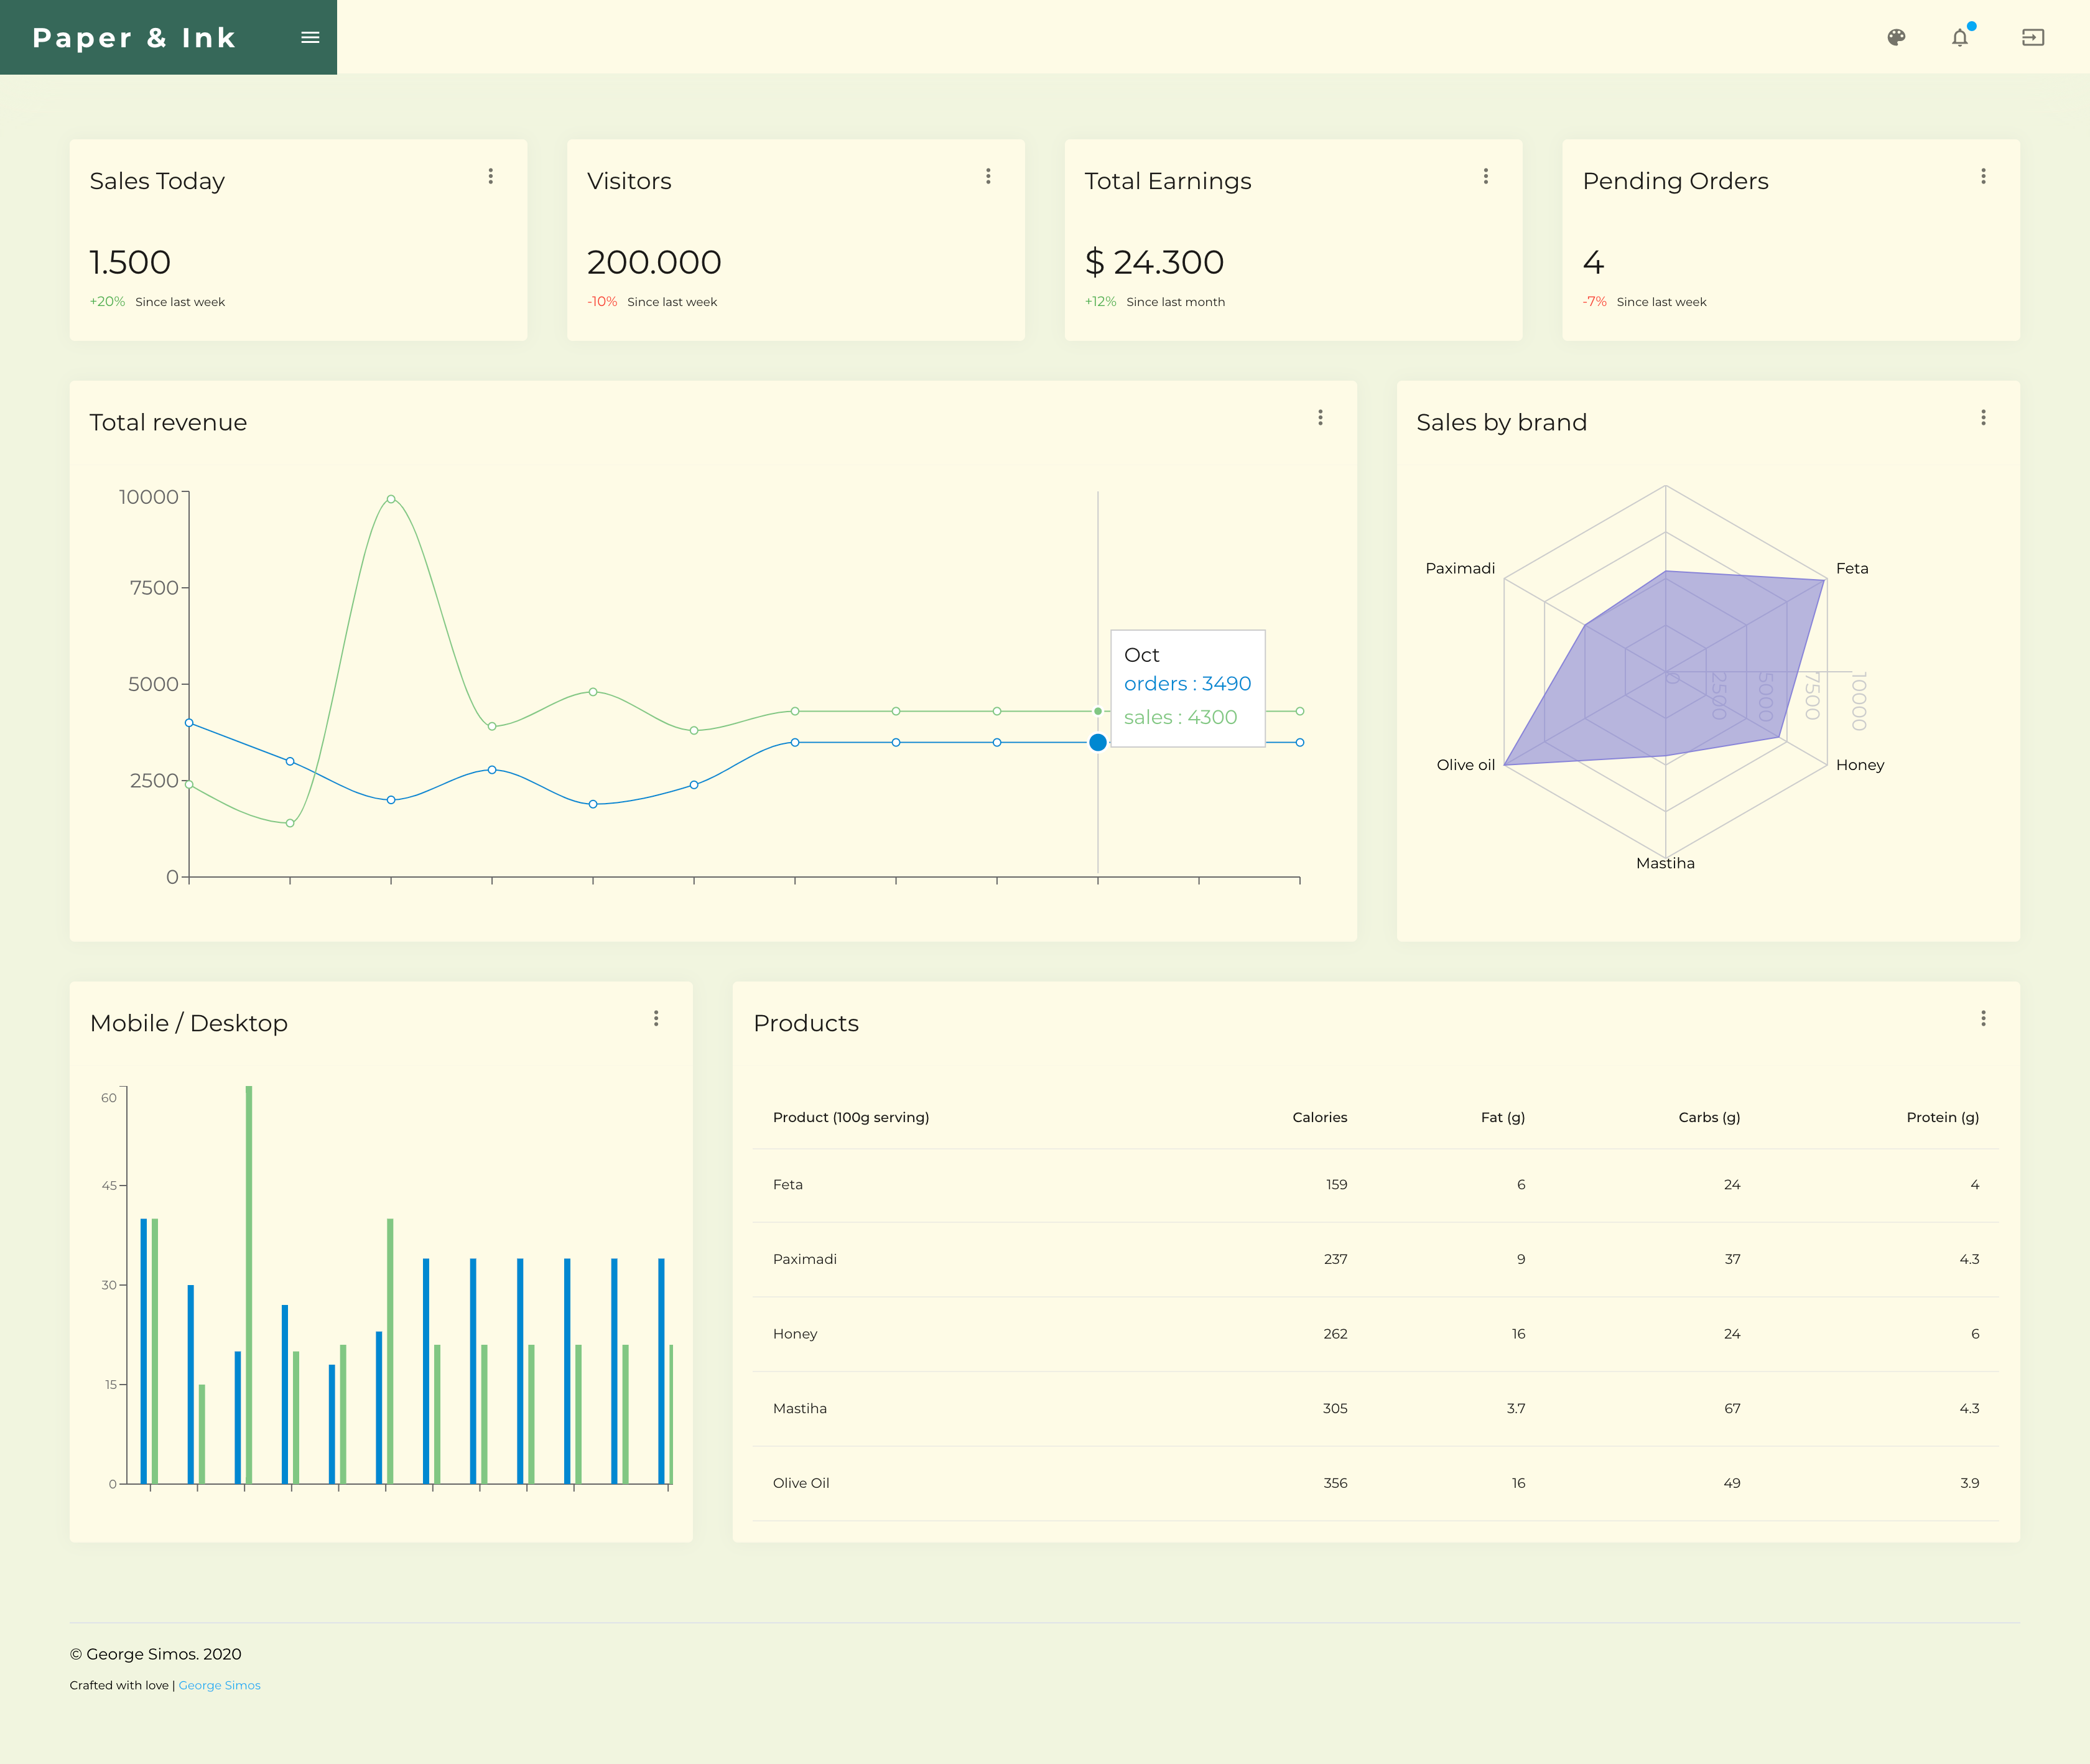 Paper & Ink
Sales Today
1.500
+20% Since last week
Visitors
200.000
-10% Since last week
Total Earnings
$ 24.300
+12% Since last month
Pending Orders
4
-7% Since last week
Total revenue
10000
7500
5000
2500
0
Oct
orders : 3490
sales : 4300
Sales by brand
Paximadi
Feta
0
2500
5000
7500
10000
Olive oil
Honey
Mastiha
Mobile / Desktop
60
45
30
15
0
Products
Product (100g serving) Calories Fat (g) Carbs (g) Protein (g)
Feta 159 6 24 4
Paximadi 237 9 37 4.3
Honey 262 16 24 6
Mastiha 305 3.7 67 4.3
Olive Oil 356 16 49 3.9
© George Simos. 2020
Crafted with love | George Simos